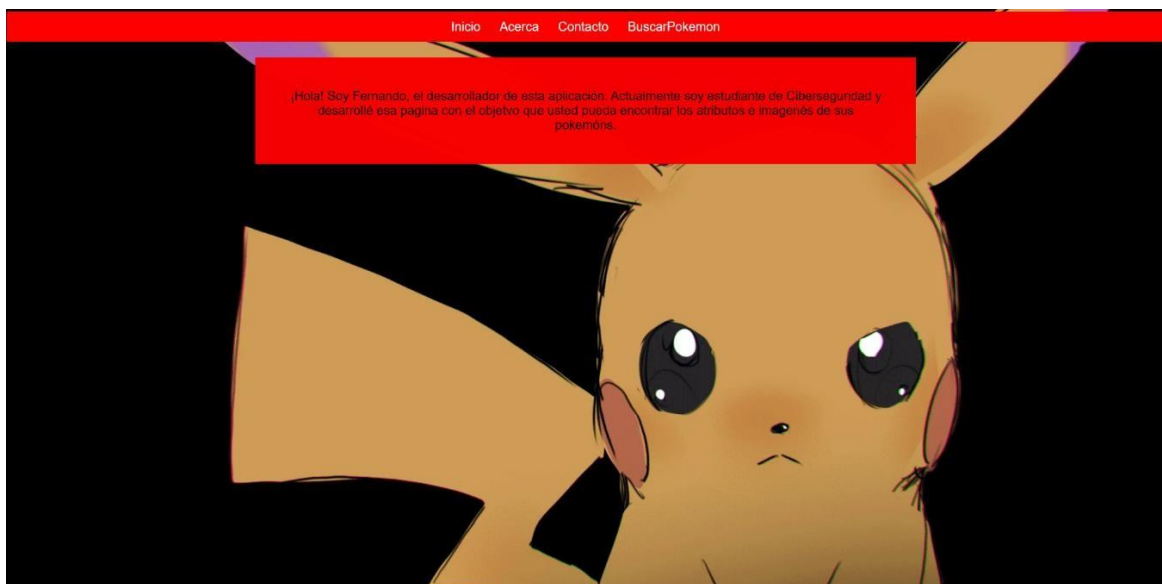 Inicio Acerca Contacto BuscarPokemon
¡Hola! Soy Fernando, el desarrollador de esta aplicación. Actualmente soy estudiante de Ciberseguridad y
desarrollé esa pagina con el objetvo que usted pueda encontrar los atributos e imagenés de sus
pokemóns.